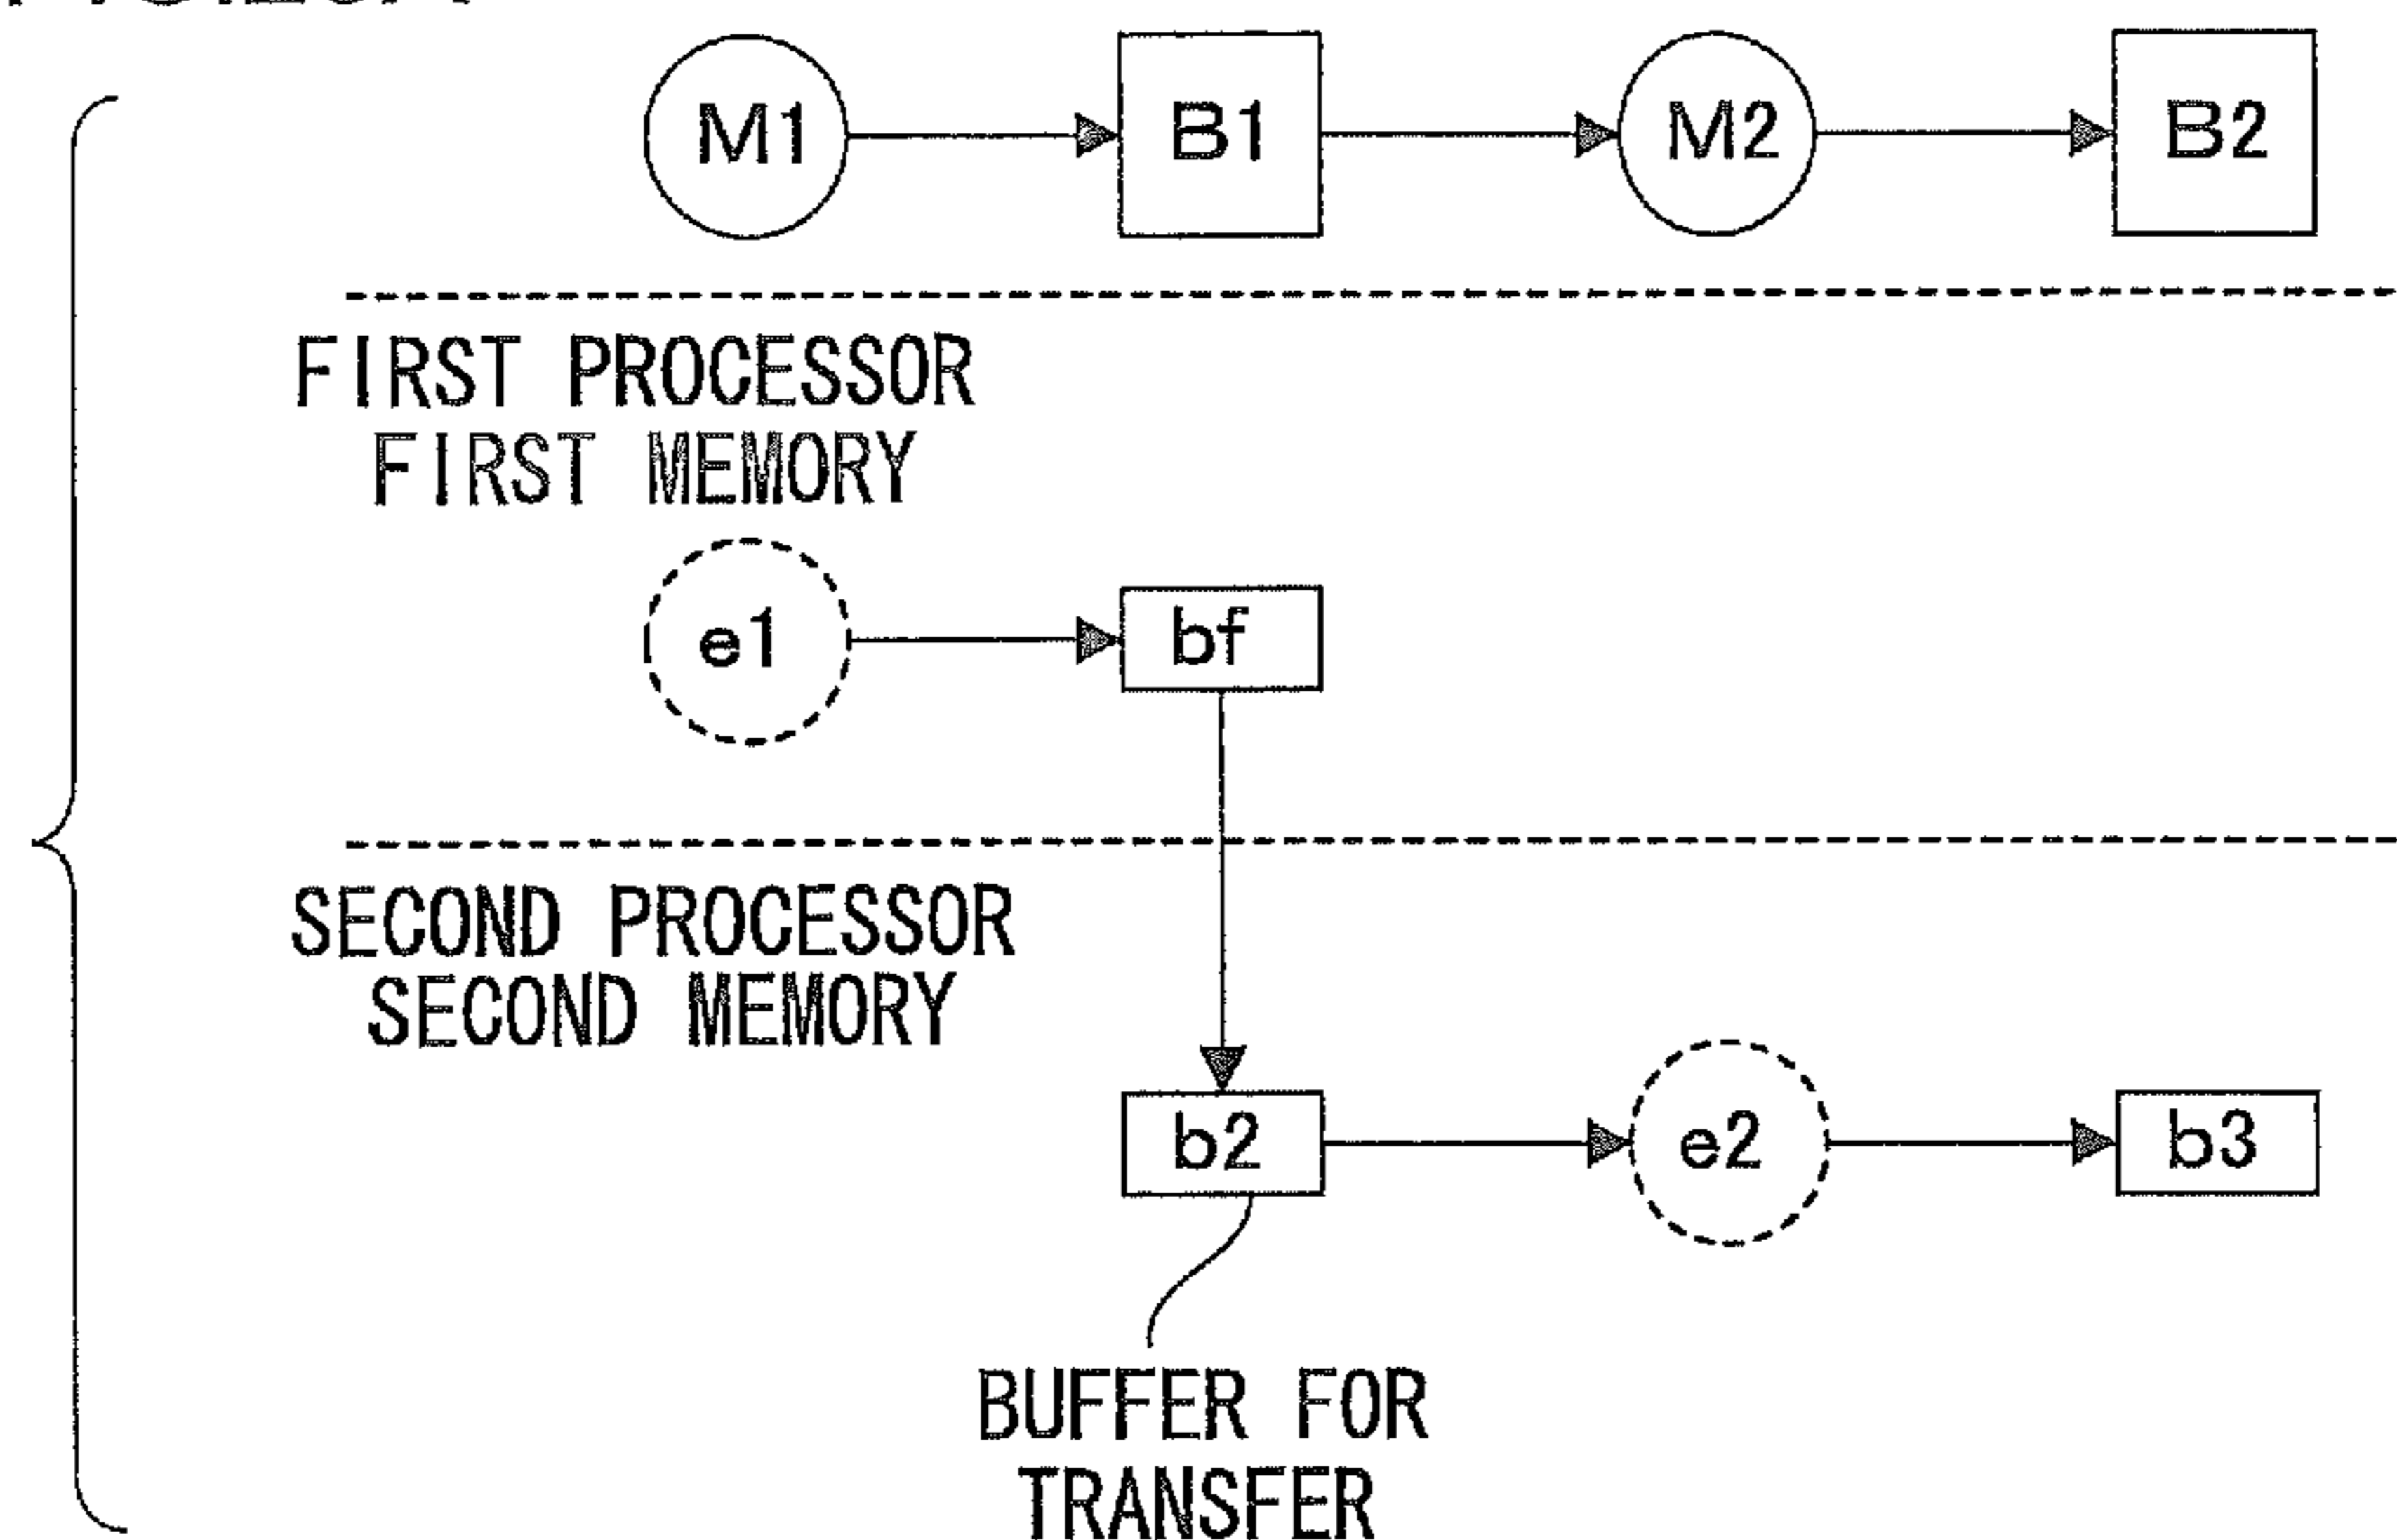 M1 B1 M2 B2
FIRST PROCESSOR
FIRST MEMORY
e1 bf
SECOND PROCESSOR
SECOND MEMORY
b2 e2 b3
BUFFER FOR
TRANSFER